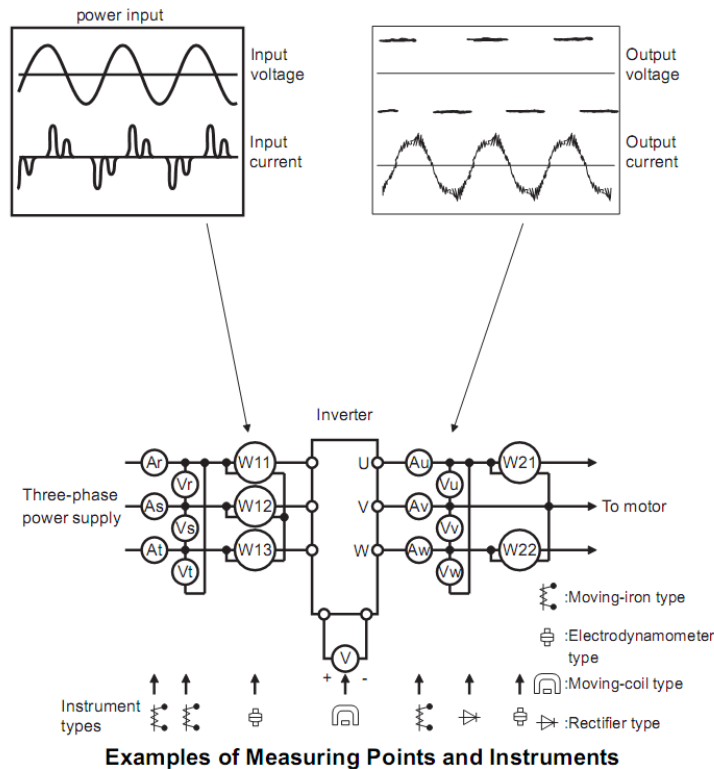 power input
Input
voltage
Input
current
Output
voltage
Output
current
Inverter
Three-phase
power supply
Ar
As
At
Vr
Vs
Vt
W11
W12
W13
U
V
W
Au
Av
Aw
Vu
Vv
Vw
W21
W22
To motor
V
+ -
:Moving-iron type
:Electrodynamometer
type
:Moving-coil type
:Rectifier type
Instrument
types
Examples of Measuring Points and Instruments